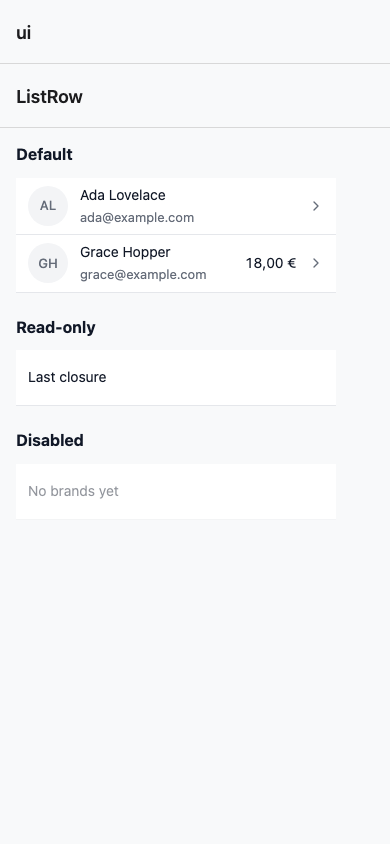 ui
ListRow
Default
AL
Ada Lovelace
ada@example.com
GH
Grace Hopper
grace@example.com
18,00 €
Read-only
Last closure
Disabled
No brands yet